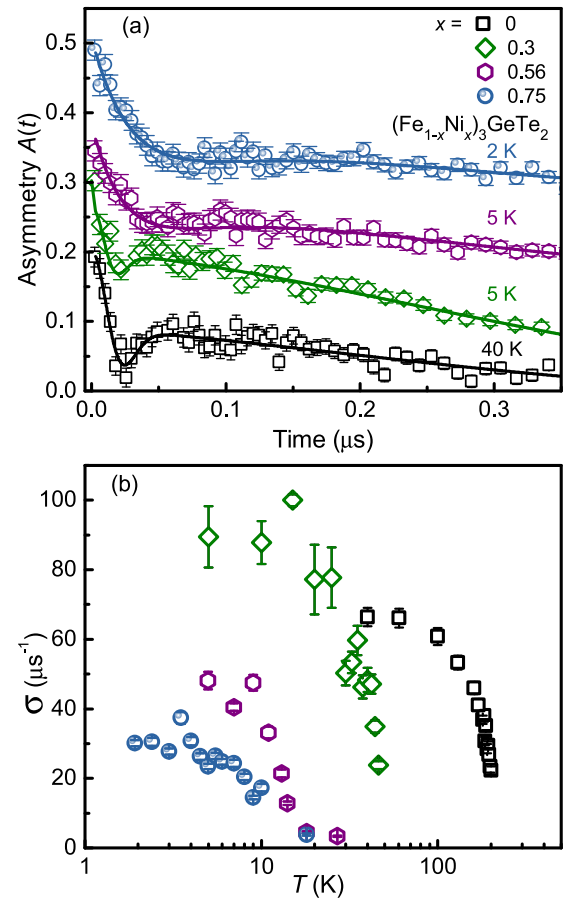 (a)
x = 0
0.3
0.56
0.75
(Fe1-xNix)3GeTe2
2 K
5 K
5 K
40 K
0.5
0.4
0.3
0.2
0.1
0.0
Asymmetry A(t)
0.0 0.1 0.2 0.3
Time (μs)
(b)
100
80
60
40
20
0
σ (μs-1)
1 10 100
T (K)